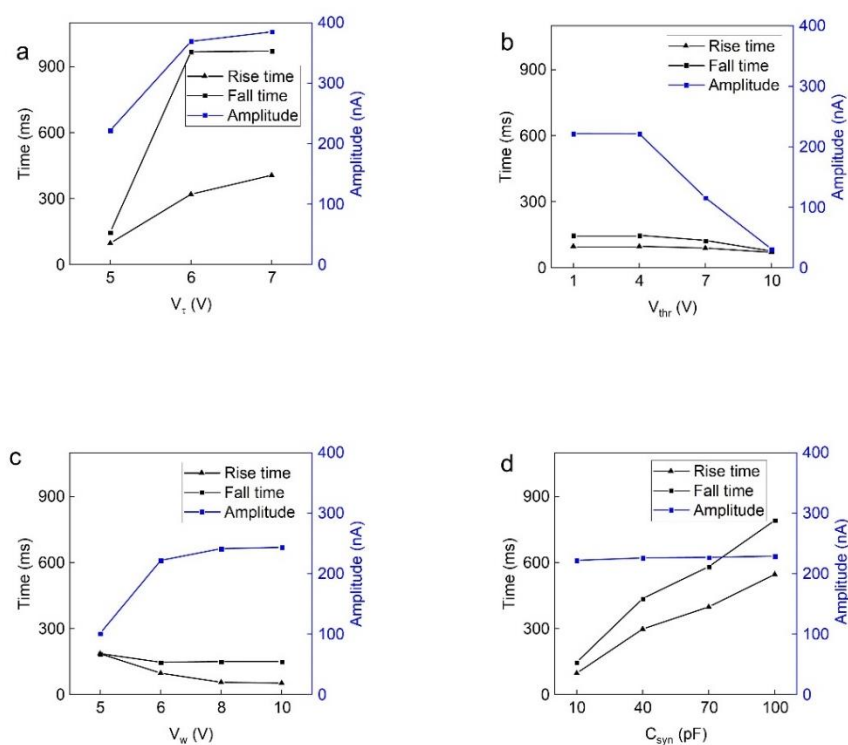 a
Time (ms)
900
600
300
0
5
6
7
Vτ (V)
Rise time
Fall time
Amplitude
400
300
200
100
0
Amplitude (nA)
b
Time (ms)
900
600
300
0
1
4
7
10
Vthr (V)
Rise time
Fall time
Amplitude
400
300
200
100
0
Amplitude (nA)
c
Time (ms)
900
600
300
0
5
6
8
10
Vw (V)
Rise time
Fall time
Amplitude
400
300
200
100
0
Amplitude (nA)
d
Time (ms)
900
600
300
0
10
40
70
100
Csyn (pF)
Rise time
Fall time
Amplitude
400
300
200
100
0
Amplitude (nA)